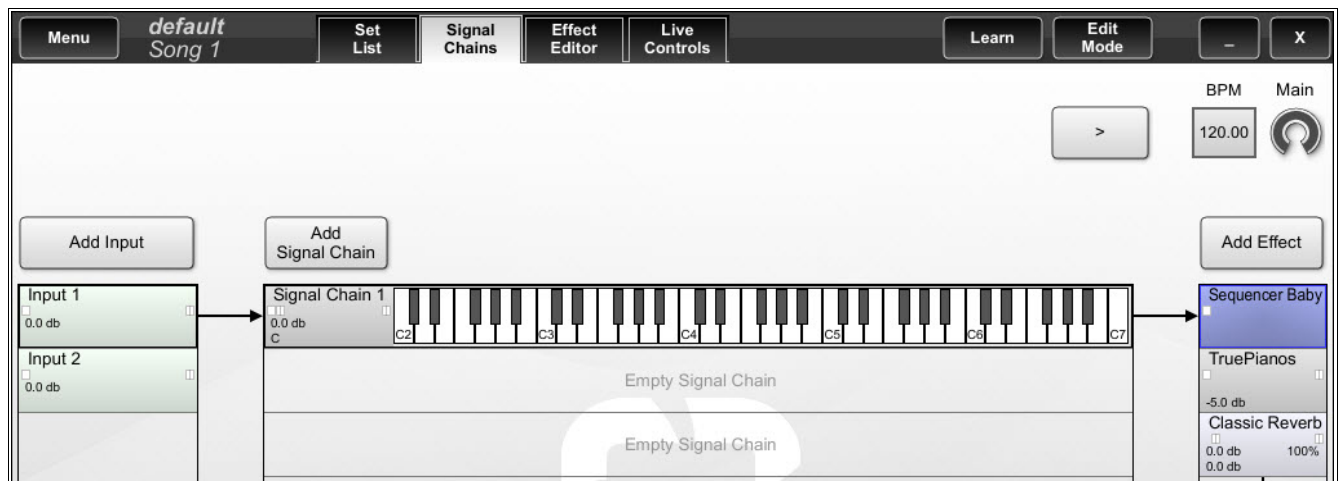 Menu
default
Song 1
Set
List
Signal
Chains
Effect
Editor
Live
Controls
Learn
Edit
Mode
_
X
BPM
Main
>
120.00
Add Input
Add
Signal Chain
Add Effect
Input 1
0.0 db
Signal Chain 1
0.0 db
C
C2
C3
C4
C5
C6
C7
Sequencer Baby
Input 2
0.0 db
Empty Signal Chain
TruePianos
-5.0 db
Empty Signal Chain
Classic Reverb
0.0 db 100%
0.0 db